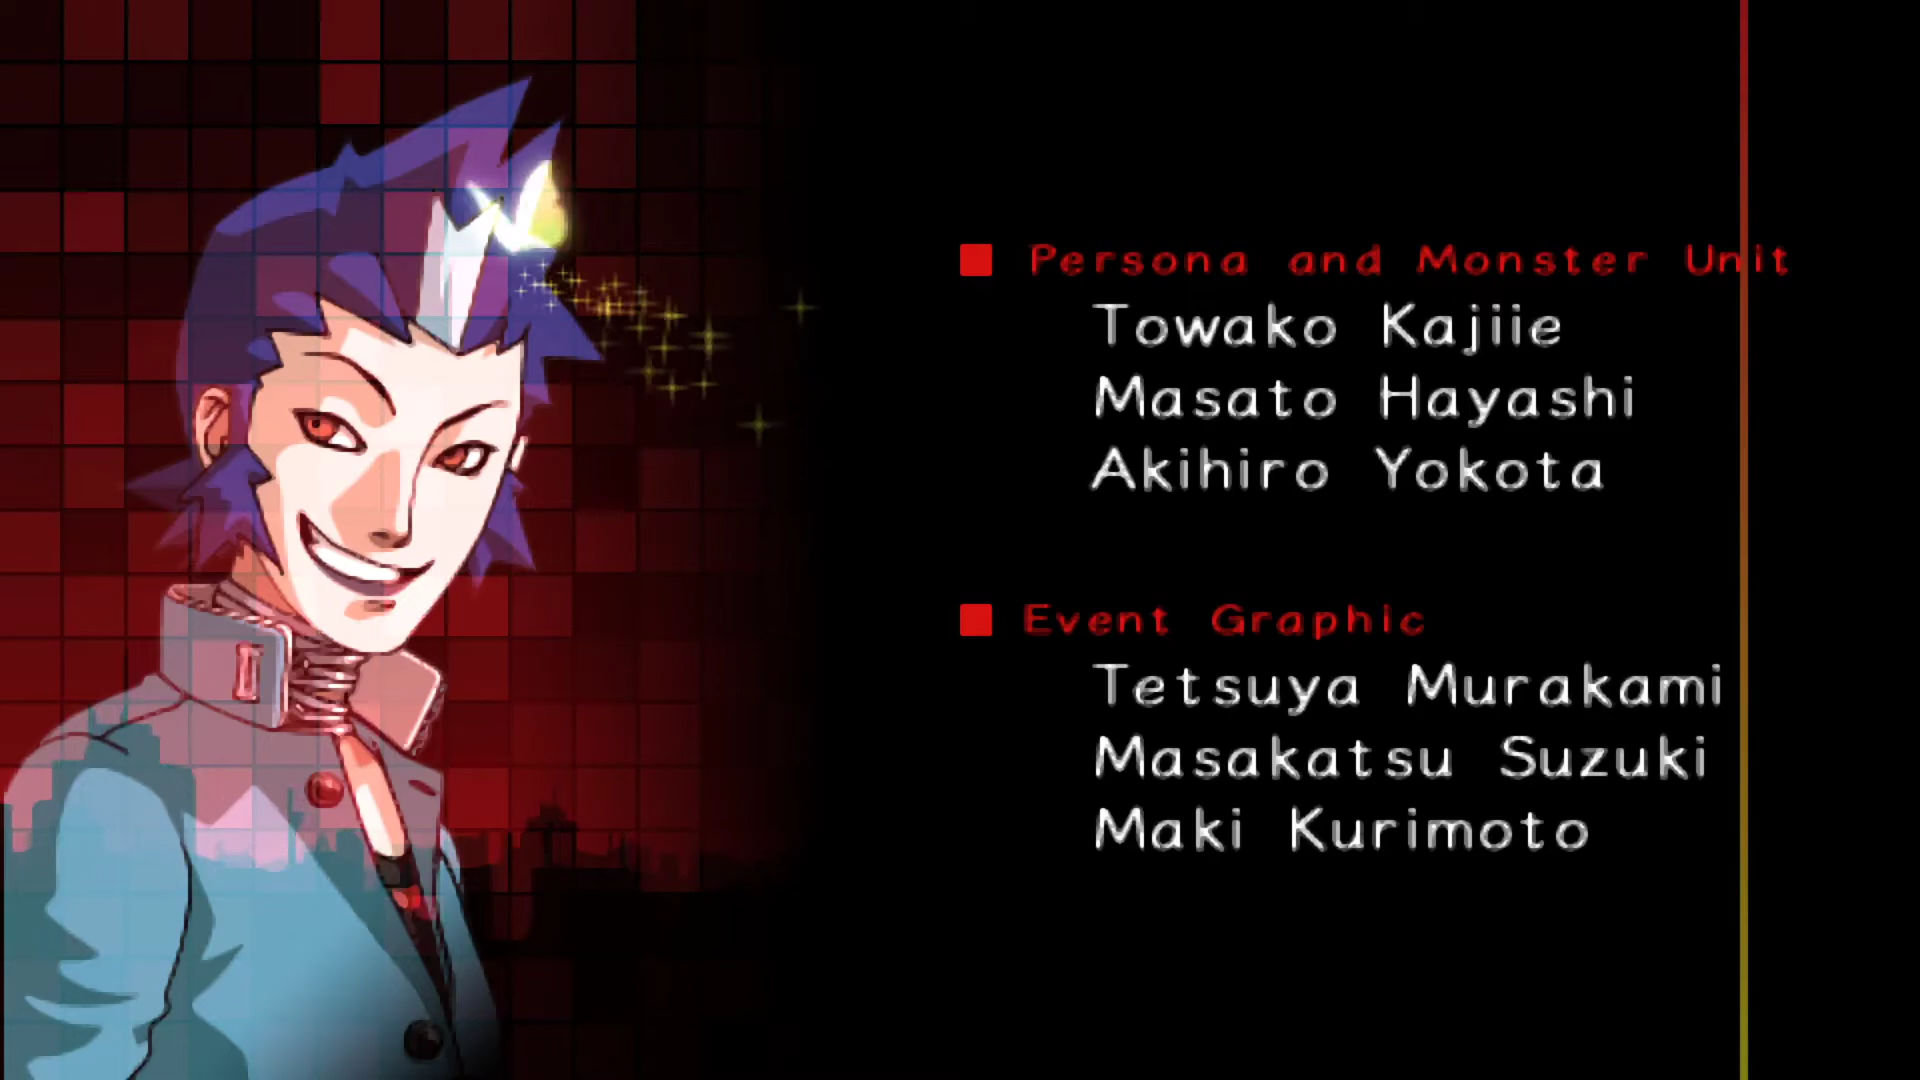 Persona and Monster Unit
Towako Kajiie
Masato Hayashi
Akihiro Yokota
Event Graphic
Tetsuya Murakami
Masakatsu Suzuki
Maki Kurimoto